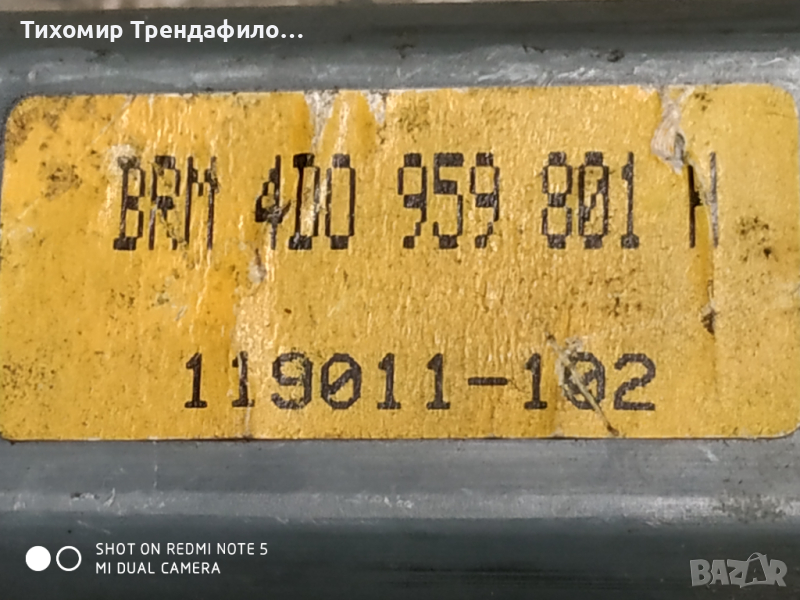 Тихомир Трендафило...
BRM 4D0 959 801
119011-102
SHOT ON REDMI NOTE 5
MI DUAL CAMERA
BAZAR